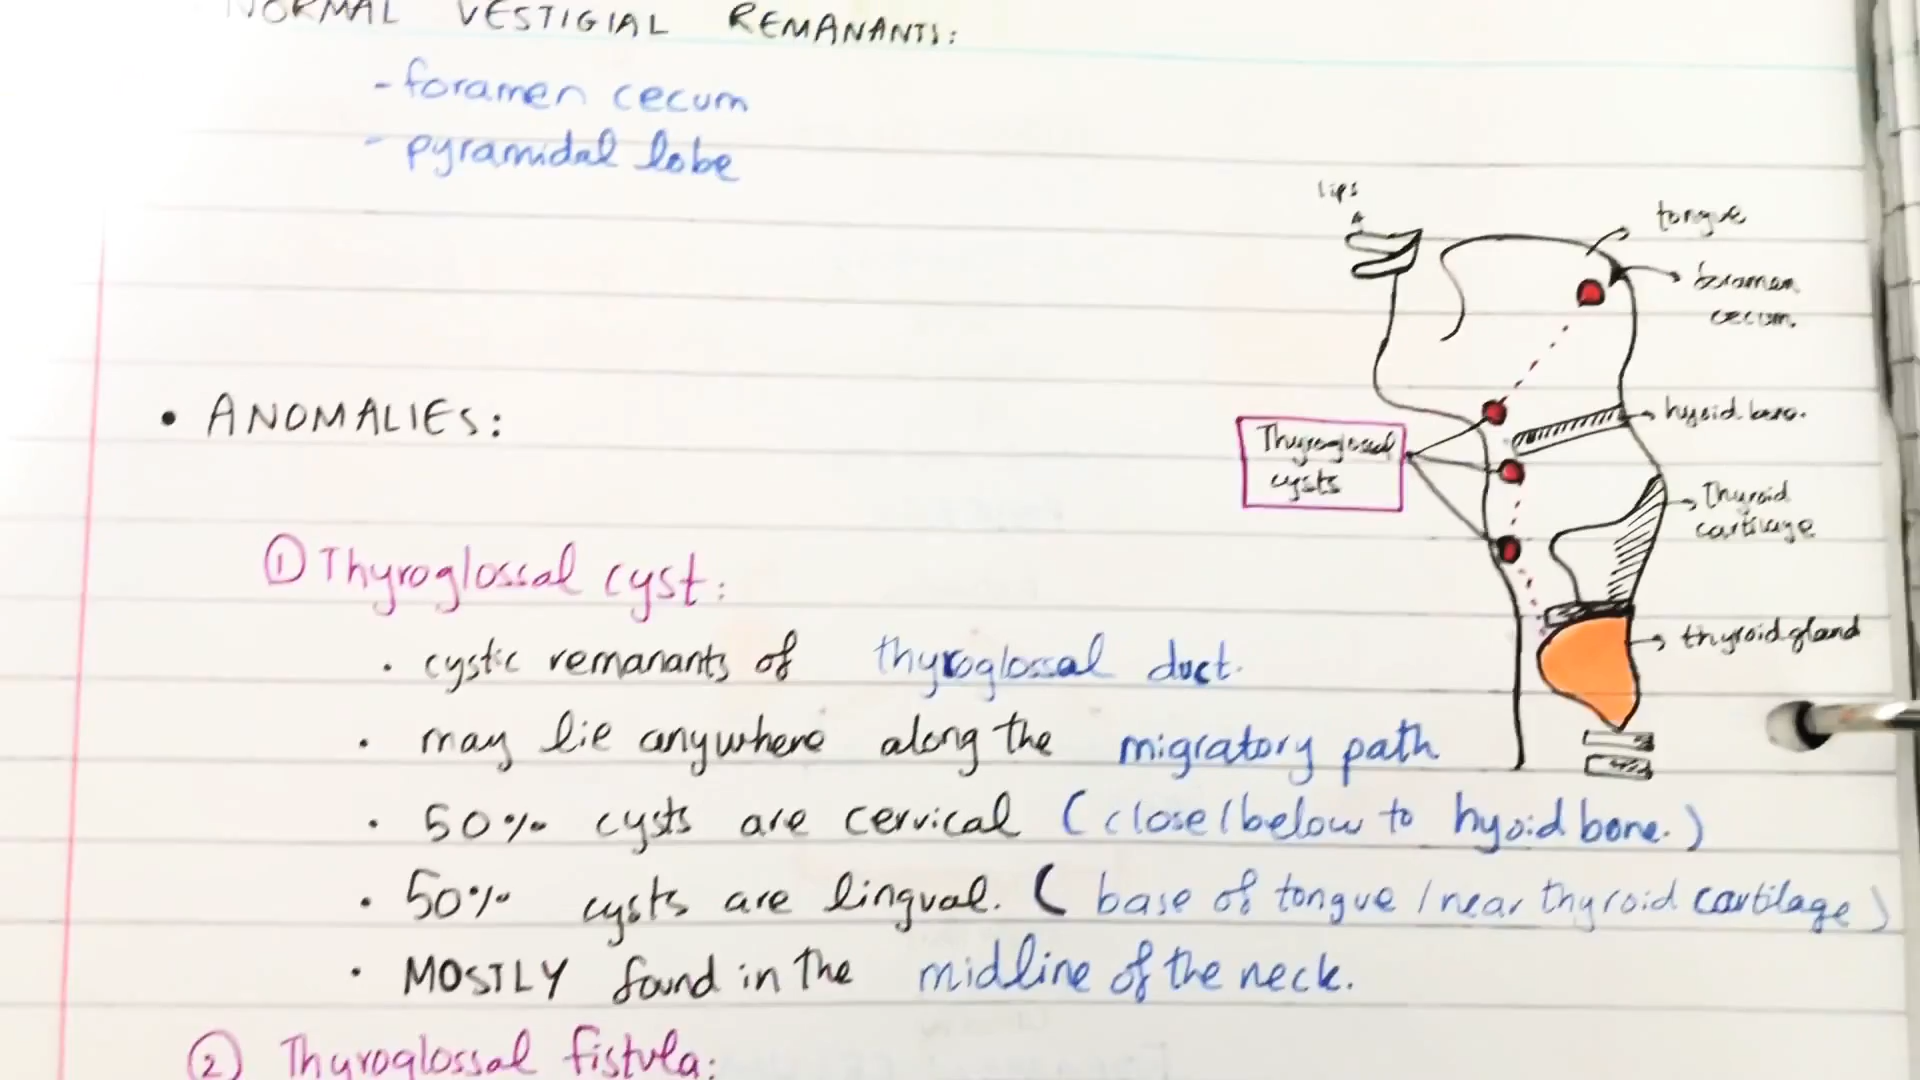 NORMAL VESTIGIAL REMANANTS:
- foramen cecum
- pyramidal lobe
lips
tongue
foramen
cecum.
hyoid bone.
Thyroglossal
cysts
Thyroid
cartilage
thyroid gland
• ANOMALIES:
① Thyroglossal cyst:
• cystic remanants of thyroglossal duct.
• may lie anywhere along the migratory path
• 50% cysts are cervical (close/below to hyoid bone.)
• 50% cysts are lingual. (base of tongue / near thyroid cartilage)
• MOSTLY found in the midline of the neck.
② Thyroglossal fistula: